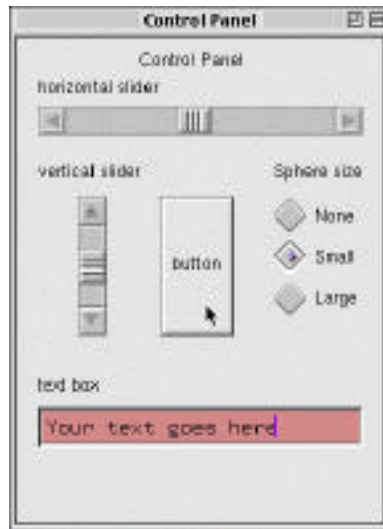 Control Panel
Control Panel
horizontal slider
vertical slider
Sphere size
None
button
Small
Large
text box
Your text goes here